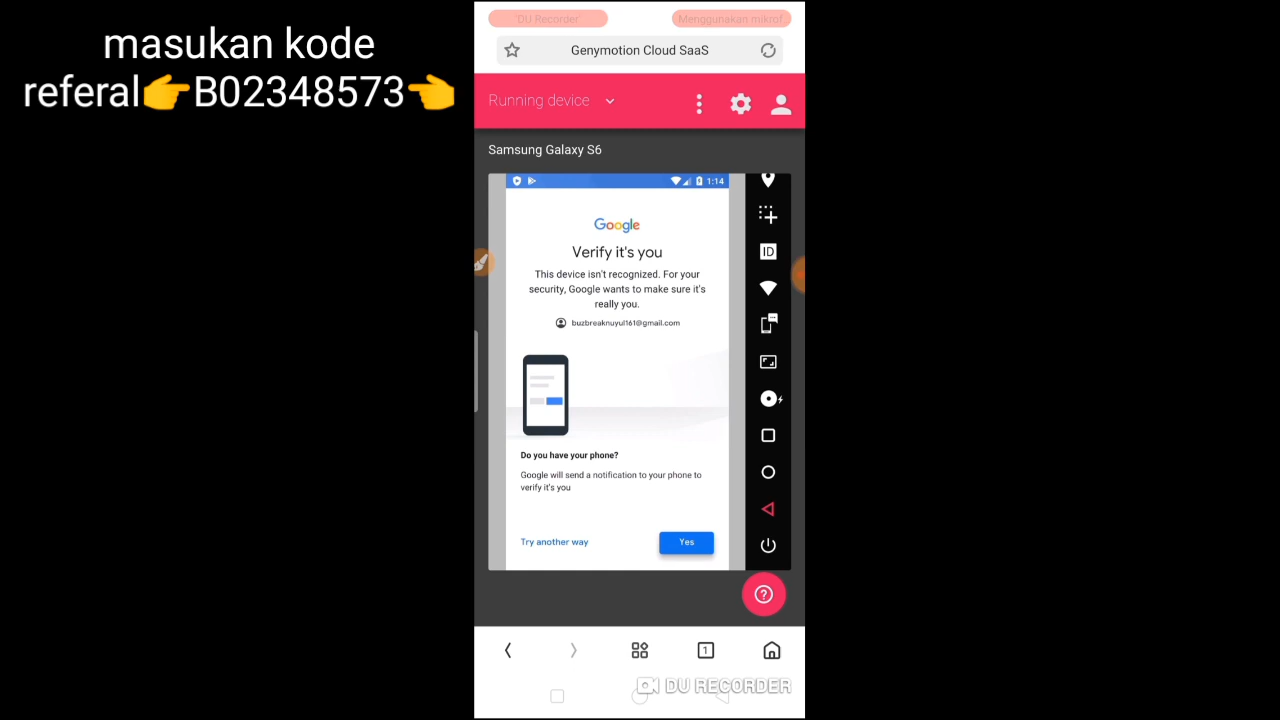 masukan kode
referal👉B02348573👈
'DU Recorder'
Menggunakan mikrof
Genymotion Cloud SaaS
Running device
Samsung Galaxy S6
1:14
Google
Verify it's you
This device isn't recognized. For your
security, Google wants to make sure it's
really you.
buzbreaknuyul161@gmail.com
ID
Do you have your phone?
Google will send a notification to your phone to
verify it's you
Try another way
Yes
1
DU RECORDER